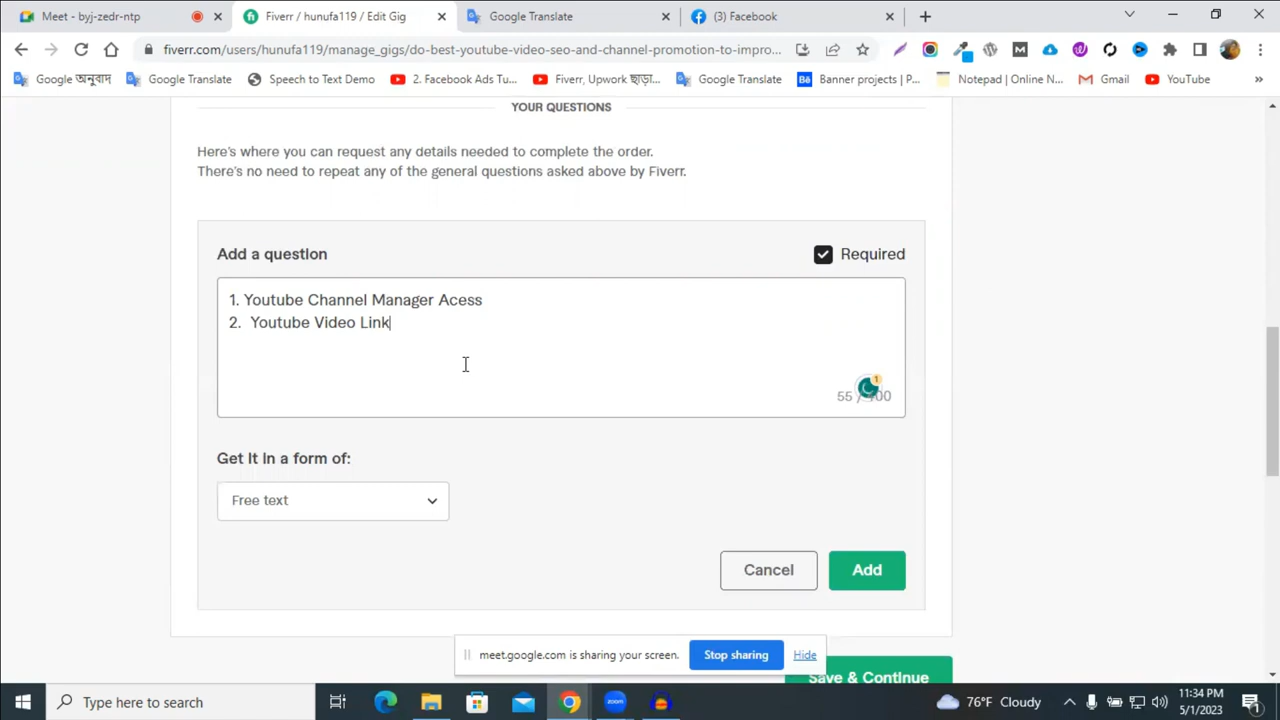 Meet - byj-zedr-ntp
Fiverr / hunufa119 / Edit Gig
Google Translate
(3) Facebook
fiverr.com/users/hunufa119/manage_gigs/do-best-youtube-video-seo-and-channel-promotion-to-impro...
Google অনুবাদ
Google Translate
Speech to Text Demo
2. Facebook Ads Tu...
Fiverr, Upwork ছাড়া...
Google Translate
Banner projects | P...
Notepad | Online N...
Gmail
YouTube
YOUR QUESTIONS
Here's where you can request any details needed to complete the order.
There's no need to repeat any of the general questions asked above by Fiverr.
Add a question
Required
1. Youtube Channel Manager Acess
2. Youtube Video Link
1
55 / 400
Get it in a form of:
Free text
Cancel
Add
meet.google.com is sharing your screen.
Stop sharing
Hide
Save & Continue
Type here to search
76°F Cloudy
11:34 PM
5/1/2023
1